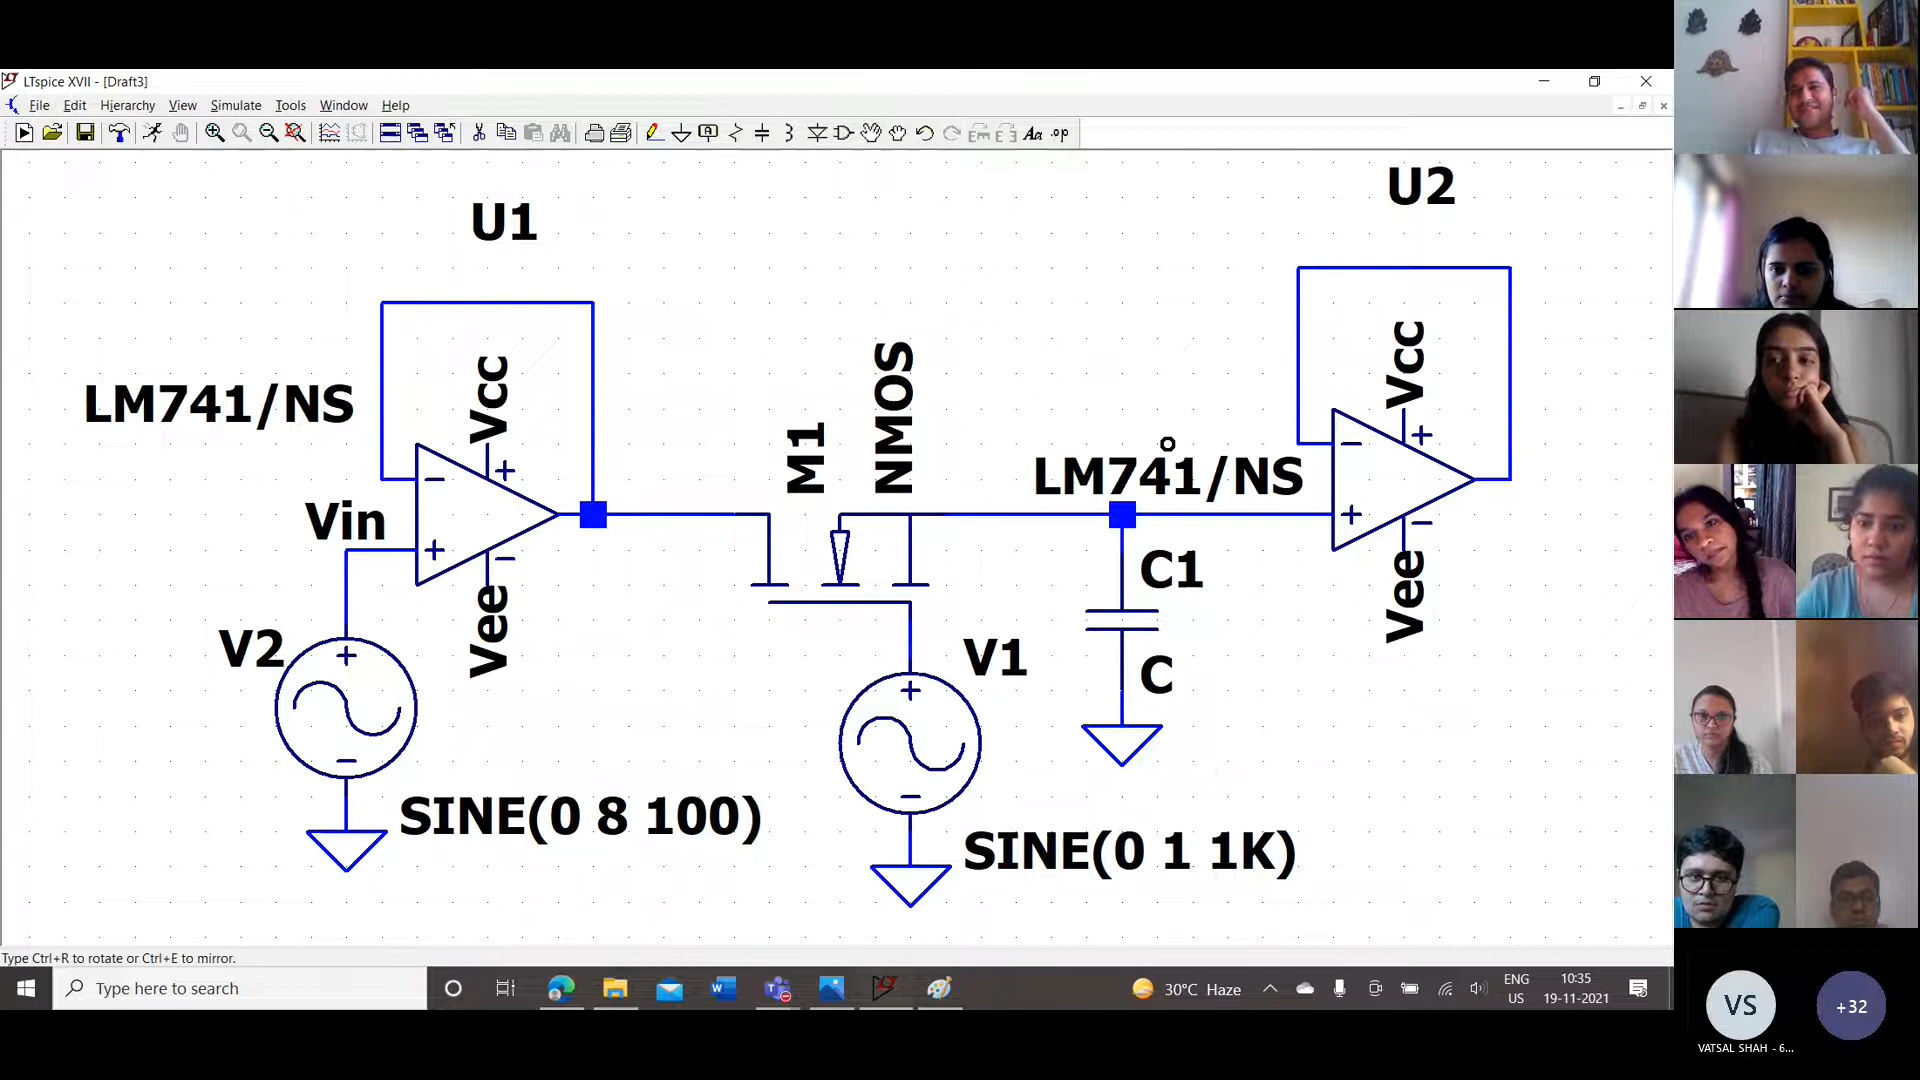 LTspice XVII - [Draft3]
File Edit Hierarchy View Simulate Tools Window Help
Aa .op
U1
U2
LM741/NS
Vcc
Vin
Vee
M1
NMOS
LM741/NS
Vcc
Vee
C1
C
V2
V1
SINE(0 8 100)
SINE(0 1 1K)
Type Ctrl+R to rotate or Ctrl+E to mirror.
Type here to search
30°C Haze
ENG
US
10:35
19-11-2021
VS
+32
VATSAL SHAH - 6...